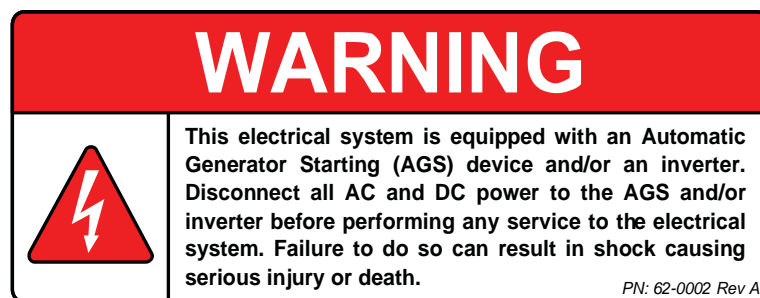 WARNING
This electrical system is equipped with an Automatic
Generator Starting (AGS) device and/or an inverter.
Disconnect all AC and DC power to the AGS and/or
inverter before performing any service to the electrical
system. Failure to do so can result in shock causing
serious injury or death.
PN: 62-0002 Rev A